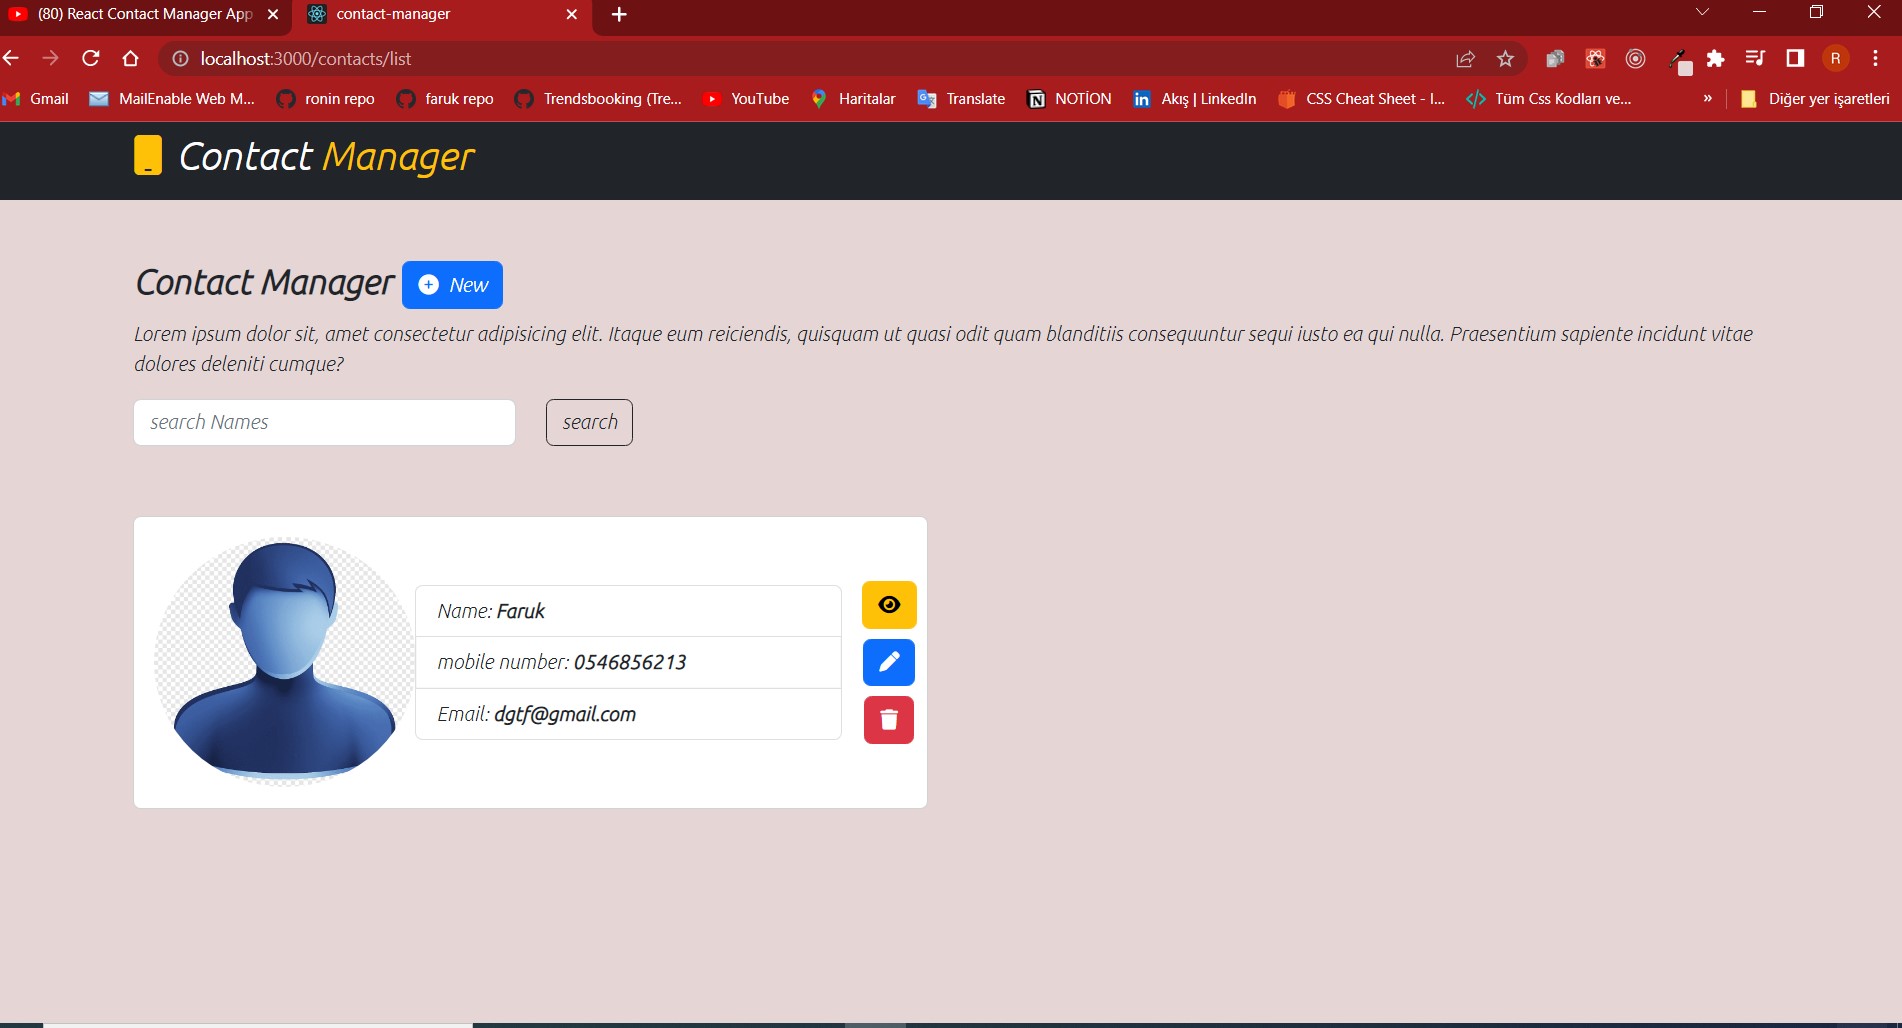 (80) React Contact Manager App
contact-manager
localhost:3000/contacts/list
R
Gmail
MailEnable Web M...
ronin repo
faruk repo
Trendsbooking (Tre...
YouTube
Haritalar
Translate
NOTİON
Akış | LinkedIn
CSS Cheat Sheet - I...
Tüm Css Kodları ve...
»
Diğer yer işaretleri
Contact Manager
Contact Manager
New
Lorem ipsum dolor sit, amet consectetur adipisicing elit. Itaque eum reiciendis, quisquam ut quasi odit quam blanditiis consequuntur sequi iusto ea qui nulla. Praesentium sapiente incidunt vitae
dolores deleniti cumque?
search Names
search
Name: Faruk
mobile number: 0546856213
Email: dgtf@gmail.com